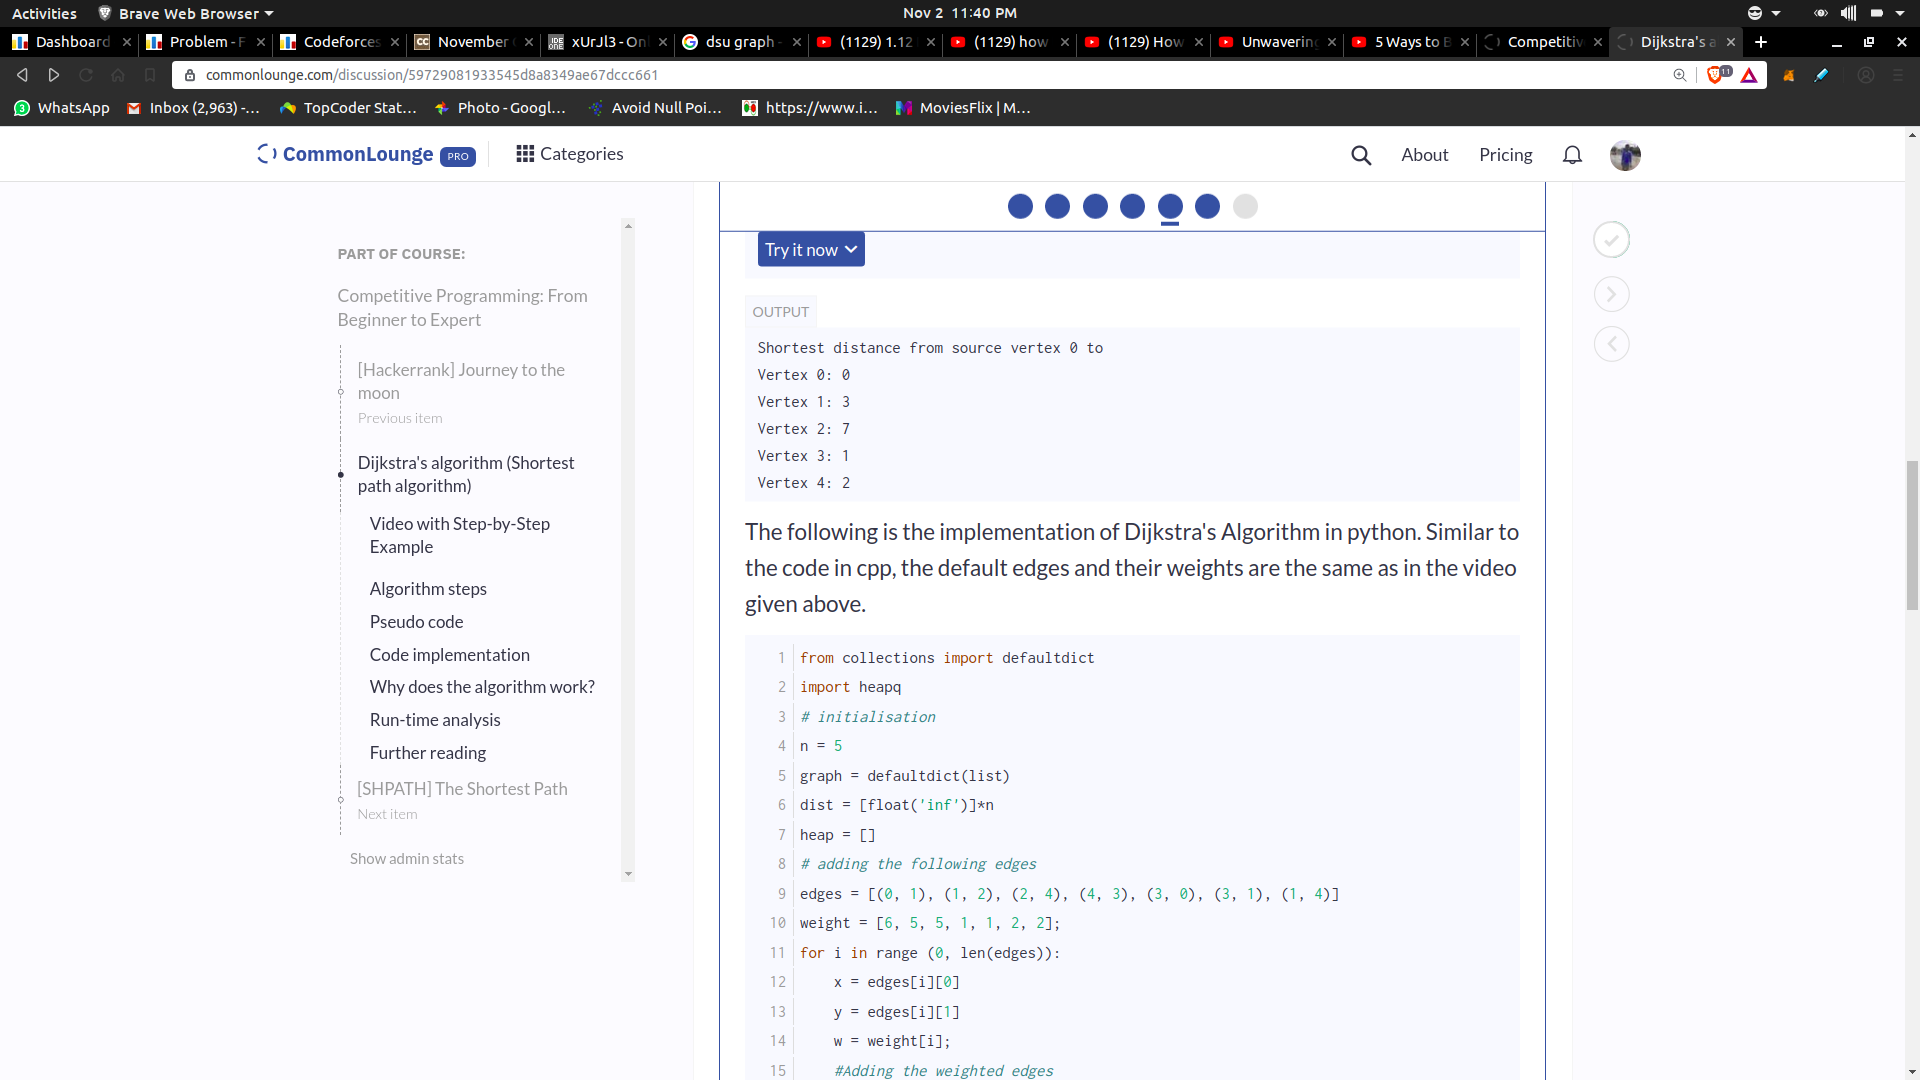 Activities
Brave Web Browser
Nov 2 11:40 PM
Dashboard
Problem - F
Codeforces
CC
November
IDE ONE
xUrJl3 - On
G
dsu graph -
(1129) 1.12
(1129) how
(1129) How
Unwavering
5 Ways to B
Competitiv
Dijkstra's a
commonlounge.com/discussion/59729081933545d8a8349ae67dccc661
11
3
WhatsApp
Inbox (2,963) -...
TopCoder Stat...
Photo - Googl...
Avoid Null Poi...
https://www.i...
MoviesFlix | M...
CommonLounge
PRO
Categories
About
Pricing
PART OF COURSE:
Competitive Programming: From
Beginner to Expert
[Hackerrank] Journey to the
moon
Previous item
Dijkstra's algorithm (Shortest
path algorithm)
Video with Step-by-Step
Example
Algorithm steps
Pseudo code
Code implementation
Why does the algorithm work?
Run-time analysis
Further reading
[SHPATH] The Shortest Path
Next item
Show admin stats
Try it now
OUTPUT
Shortest distance from source vertex 0 to
Vertex 0: 0
Vertex 1: 3
Vertex 2: 7
Vertex 3: 1
Vertex 4: 2
The following is the implementation of Dijkstra's Algorithm in python. Similar to
the code in cpp, the default edges and their weights are the same as in the video
given above.
1 from collections import defaultdict
2 import heapq
3 # initialisation
4 n = 5
5 graph = defaultdict(list)
6 dist = [float('inf')]*n
7 heap = []
8 # adding the following edges
9 edges = [(0, 1), (1, 2), (2, 4), (4, 3), (3, 0), (3, 1), (1, 4)]
10 weight = [6, 5, 5, 1, 1, 2, 2];
11 for i in range (0, len(edges)):
12 x = edges[i][0]
13 y = edges[i][1]
14 w = weight[i];
15 #Adding the weighted edges